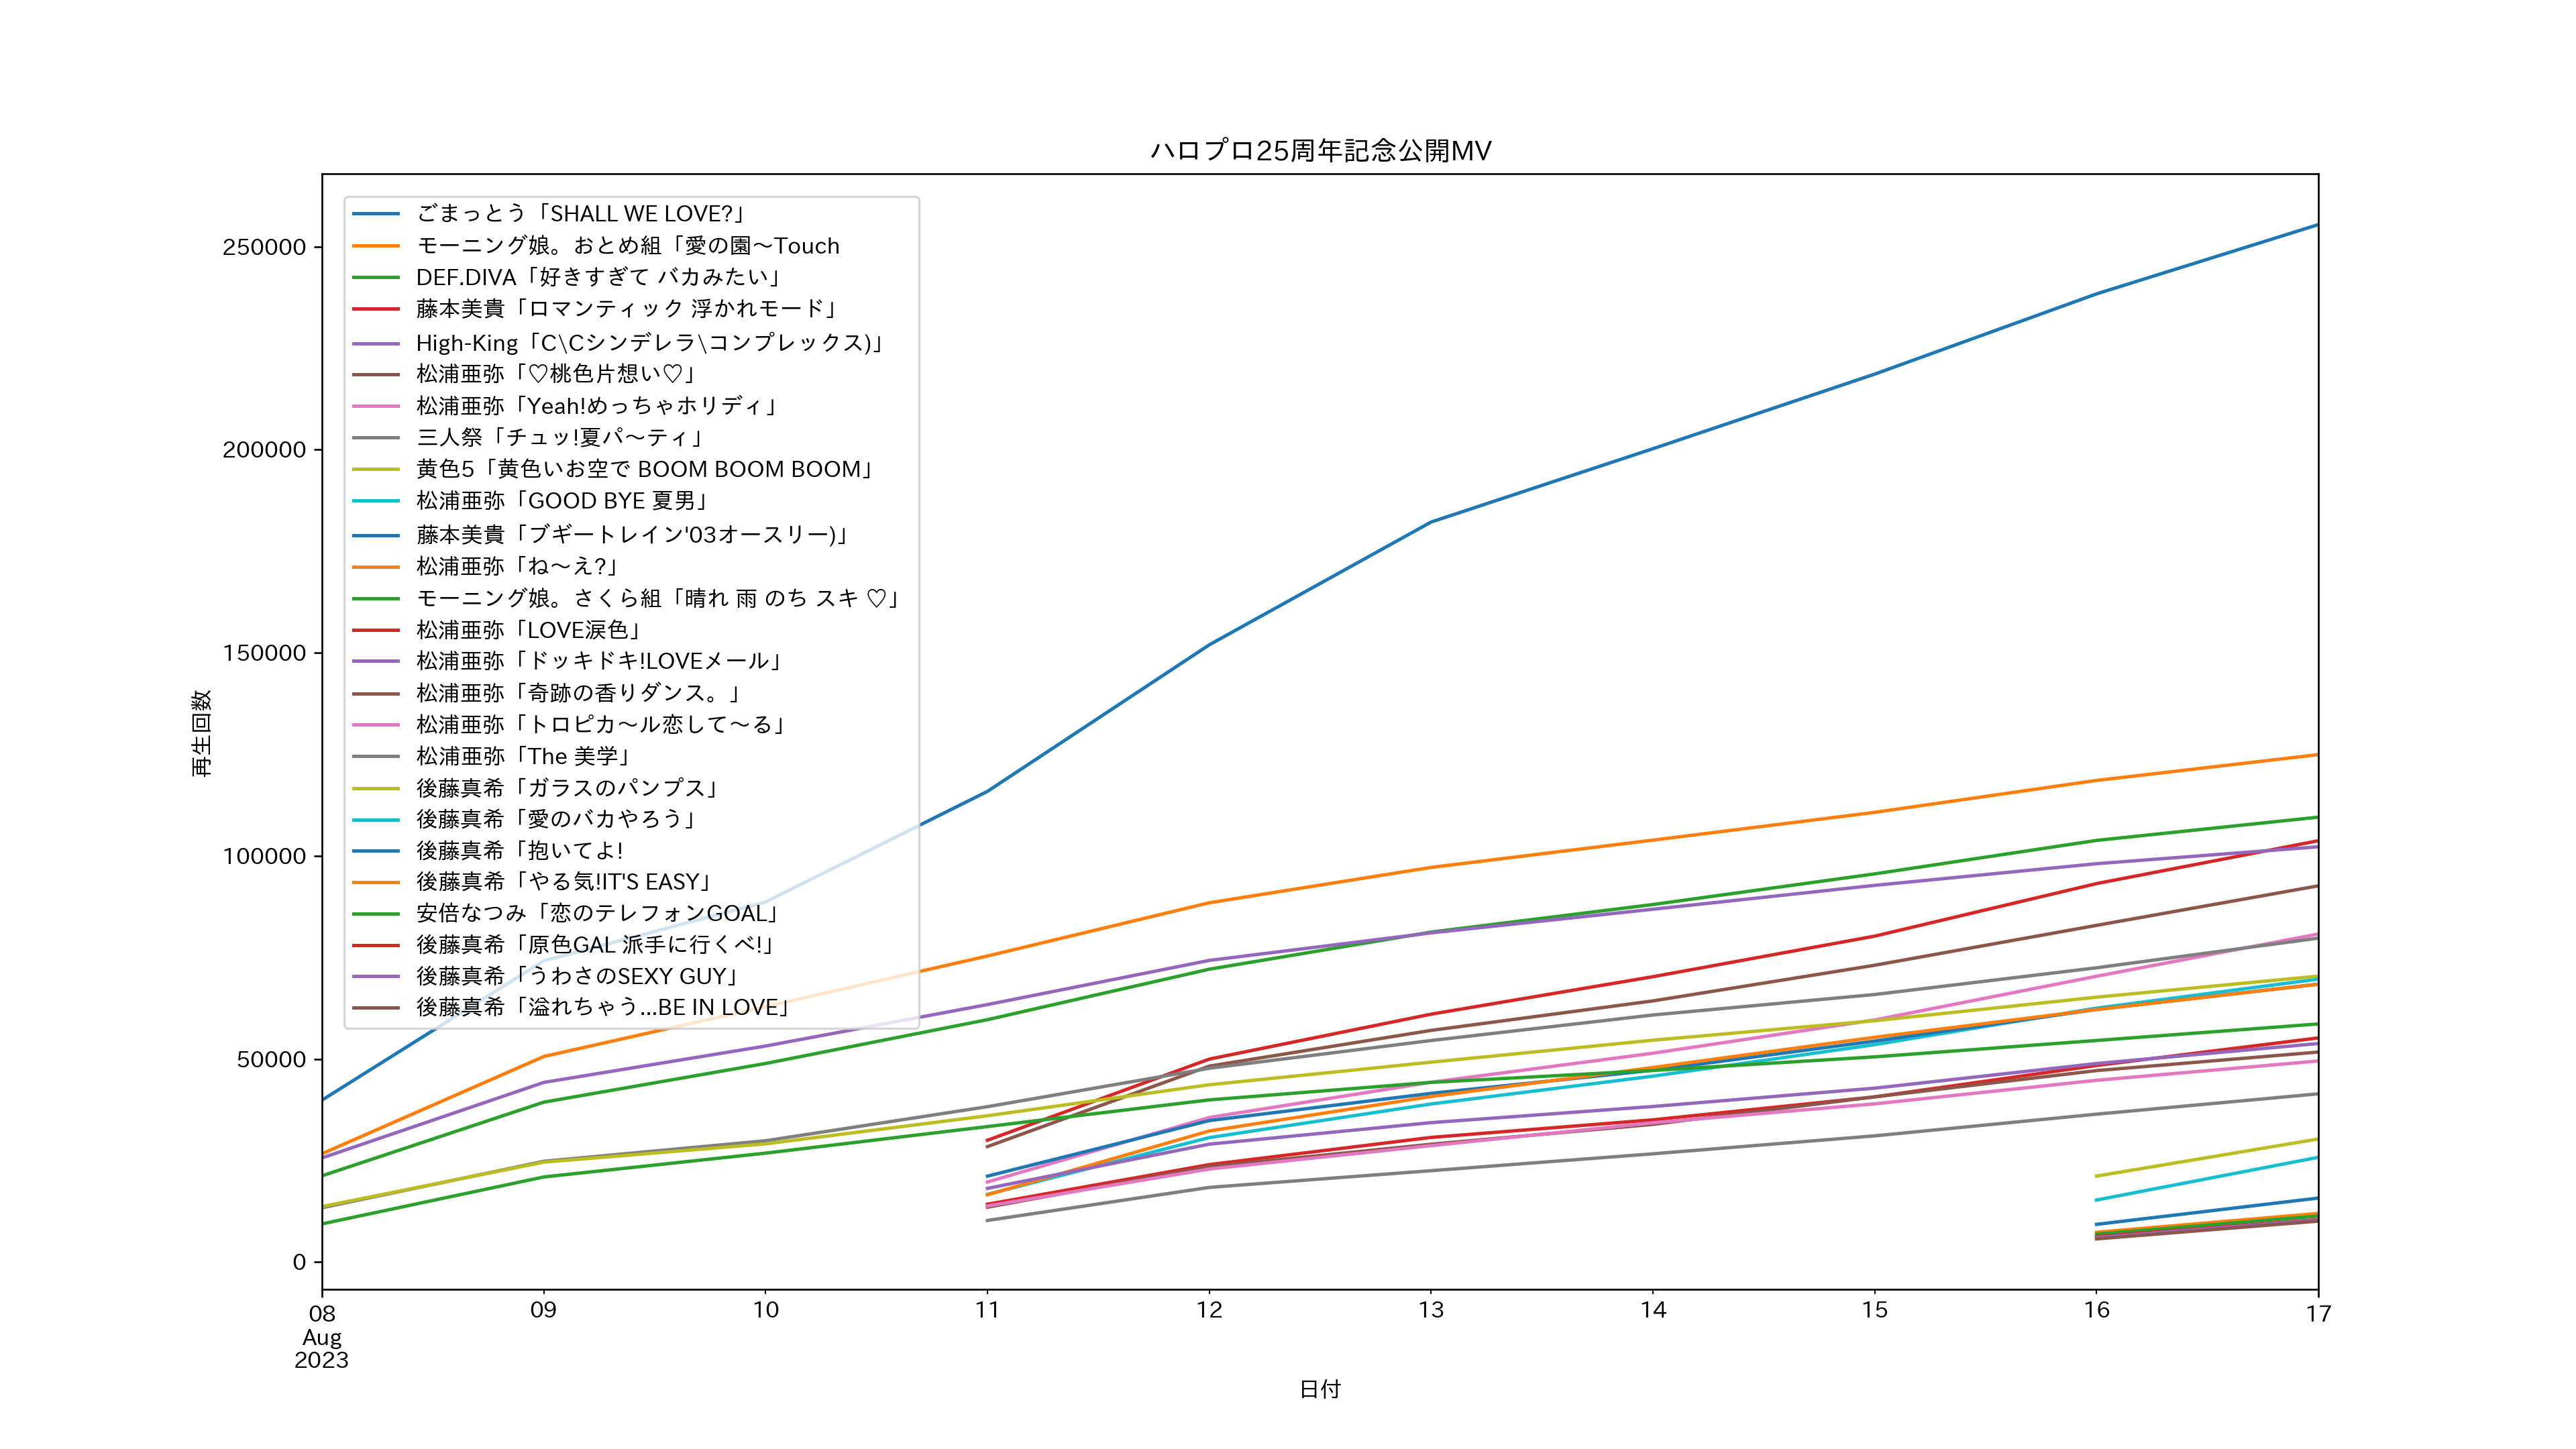 ハロプロ25周年記念公開MV
ごまっとう「SHALL WE LOVE?」
モーニング娘。おとめ組「愛の園〜Touch
DEF.DIVA「好きすぎて バカみたい」
藤本美貴「ロマンティック 浮かれモード」
High-King「C\Cシンデレラ\コンプレックス)」
松浦亜弥「♡桃色片想い♡」
松浦亜弥「Yeah!めっちゃホリディ」
三人祭「チュッ!夏パ〜ティ」
黄色5「黄色いお空で BOOM BOOM BOOM」
松浦亜弥「GOOD BYE 夏男」
藤本美貴「ブギートレイン'03オースリー)」
松浦亜弥「ね〜え?」
モーニング娘。さくら組「晴れ 雨 のち スキ ♡」
松浦亜弥「LOVE涙色」
松浦亜弥「ドッキドキ!LOVEメール」
松浦亜弥「奇跡の香りダンス。」
松浦亜弥「トロピカ〜ル恋して〜る」
松浦亜弥「The 美学」
後藤真希「ガラスのパンプス」
後藤真希「愛のバカやろう」
後藤真希「抱いてよ!
後藤真希「やる気!IT'S EASY」
安倍なつみ「恋のテレフォンGOAL」
後藤真希「原色GAL 派手に行くべ!」
後藤真希「うわさのSEXY GUY」
後藤真希「溢れちゃう...BE IN LOVE」
再生回数
250000
200000
150000
100000
50000
0
08 09 10 11 12 13 14 15 16 17
Aug
2023
日付